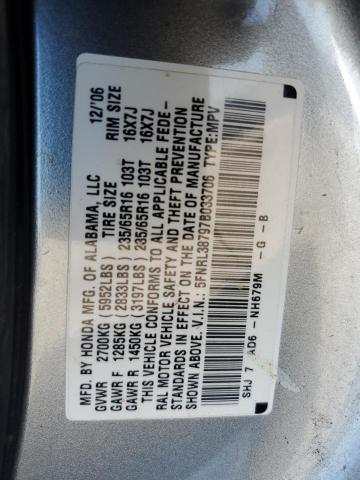 MFD. BY HONDA MFG. OF ALABAMA, LLC 12/'06
GVWR 2700KG (5952LBS) TIRE SIZE RIM SIZE
GAWR F 1285KG (2833LBS) 235/65R16 103T 16X7J
GAWR R 1450KG (3197LBS) 235/65R16 103T 16X7J
THIS VEHICLE CONFORMS TO ALL APPLICABLE FEDE-
RAL MOTOR VEHICLE SAFETY AND THEFT PREVENTION
STANDARDS IN EFFECT ON THE DATE OF MANUFACTURE
SHOWN ABOVE. V.I.N.: 5FNRL38797B033706 TYPE:MPV
SHJ 7 AD6 - NH679M - G - B